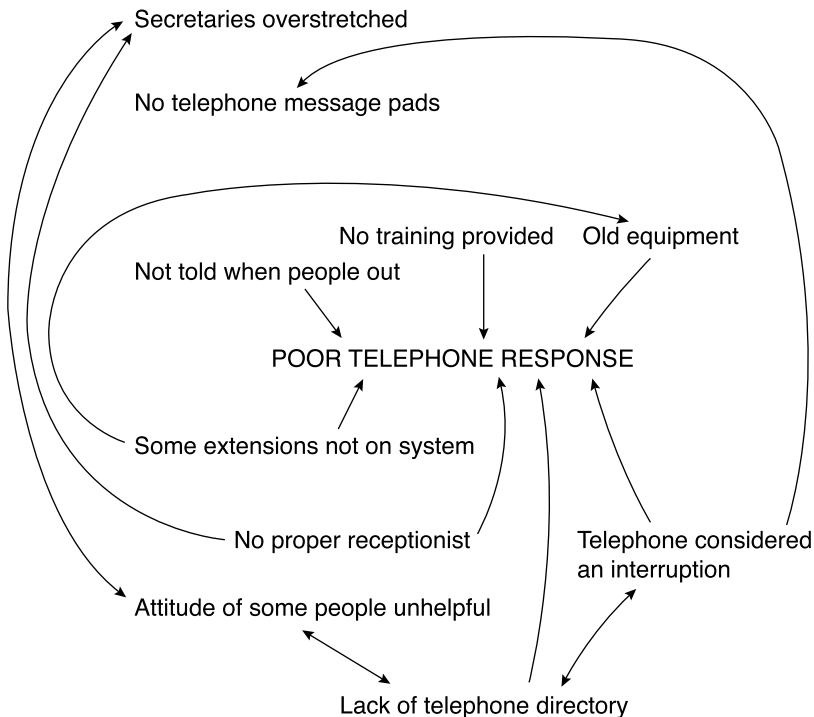 Secretaries overstretched
No telephone message pads
No training provided
Old equipment
Not told when people out
POOR TELEPHONE RESPONSE
Some extensions not on system
No proper receptionist
Telephone considered
an interruption
Attitude of some people unhelpful
Lack of telephone directory